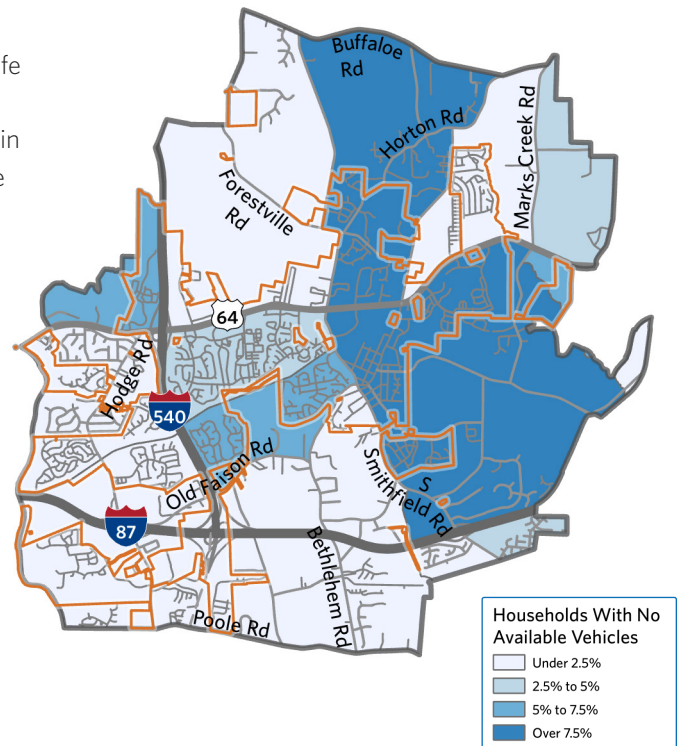 fe
in
e
Buffaloe
Rd
Horton Rd
Marks Creek Rd
Forestville
Rd
64
Hodge Rd
540
Old Faison Rd
S
Smithfield Rd
87
Bethlehem Rd
Poole Rd
Households With No
Available Vehicles
Under 2.5%
2.5% to 5%
5% to 7.5%
Over 7.5%